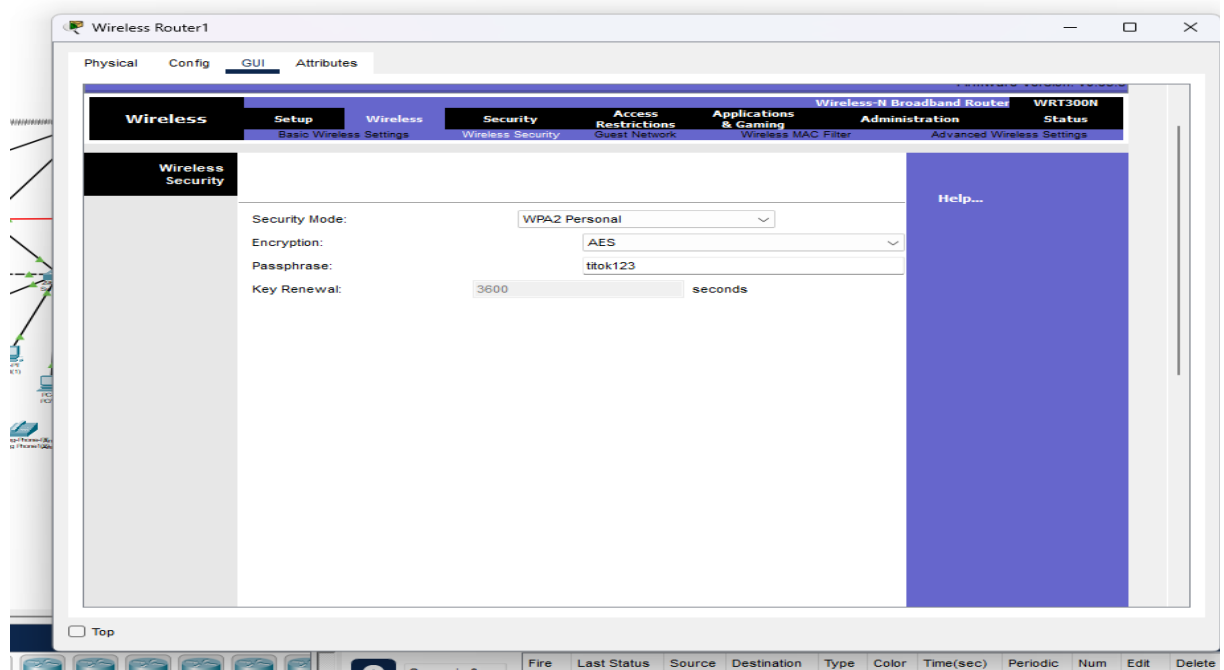 Wireless Router1
Physical Config GUI Attributes
Wireless-N Broadband Router WRT300N
Wireless Setup Wireless Security Access Restrictions Applications & Gaming Administration Status
Basic Wireless Settings Wireless Security Guest Network Wireless MAC Filter Advanced Wireless Settings
Wireless Security
Help...
Security Mode: WPA2 Personal
Encryption: AES
Passphrase: titok123
Key Renewal: 3600 seconds
Top
Fire Last Status Source Destination Type Color Time(sec) Periodic Num Edit Delete